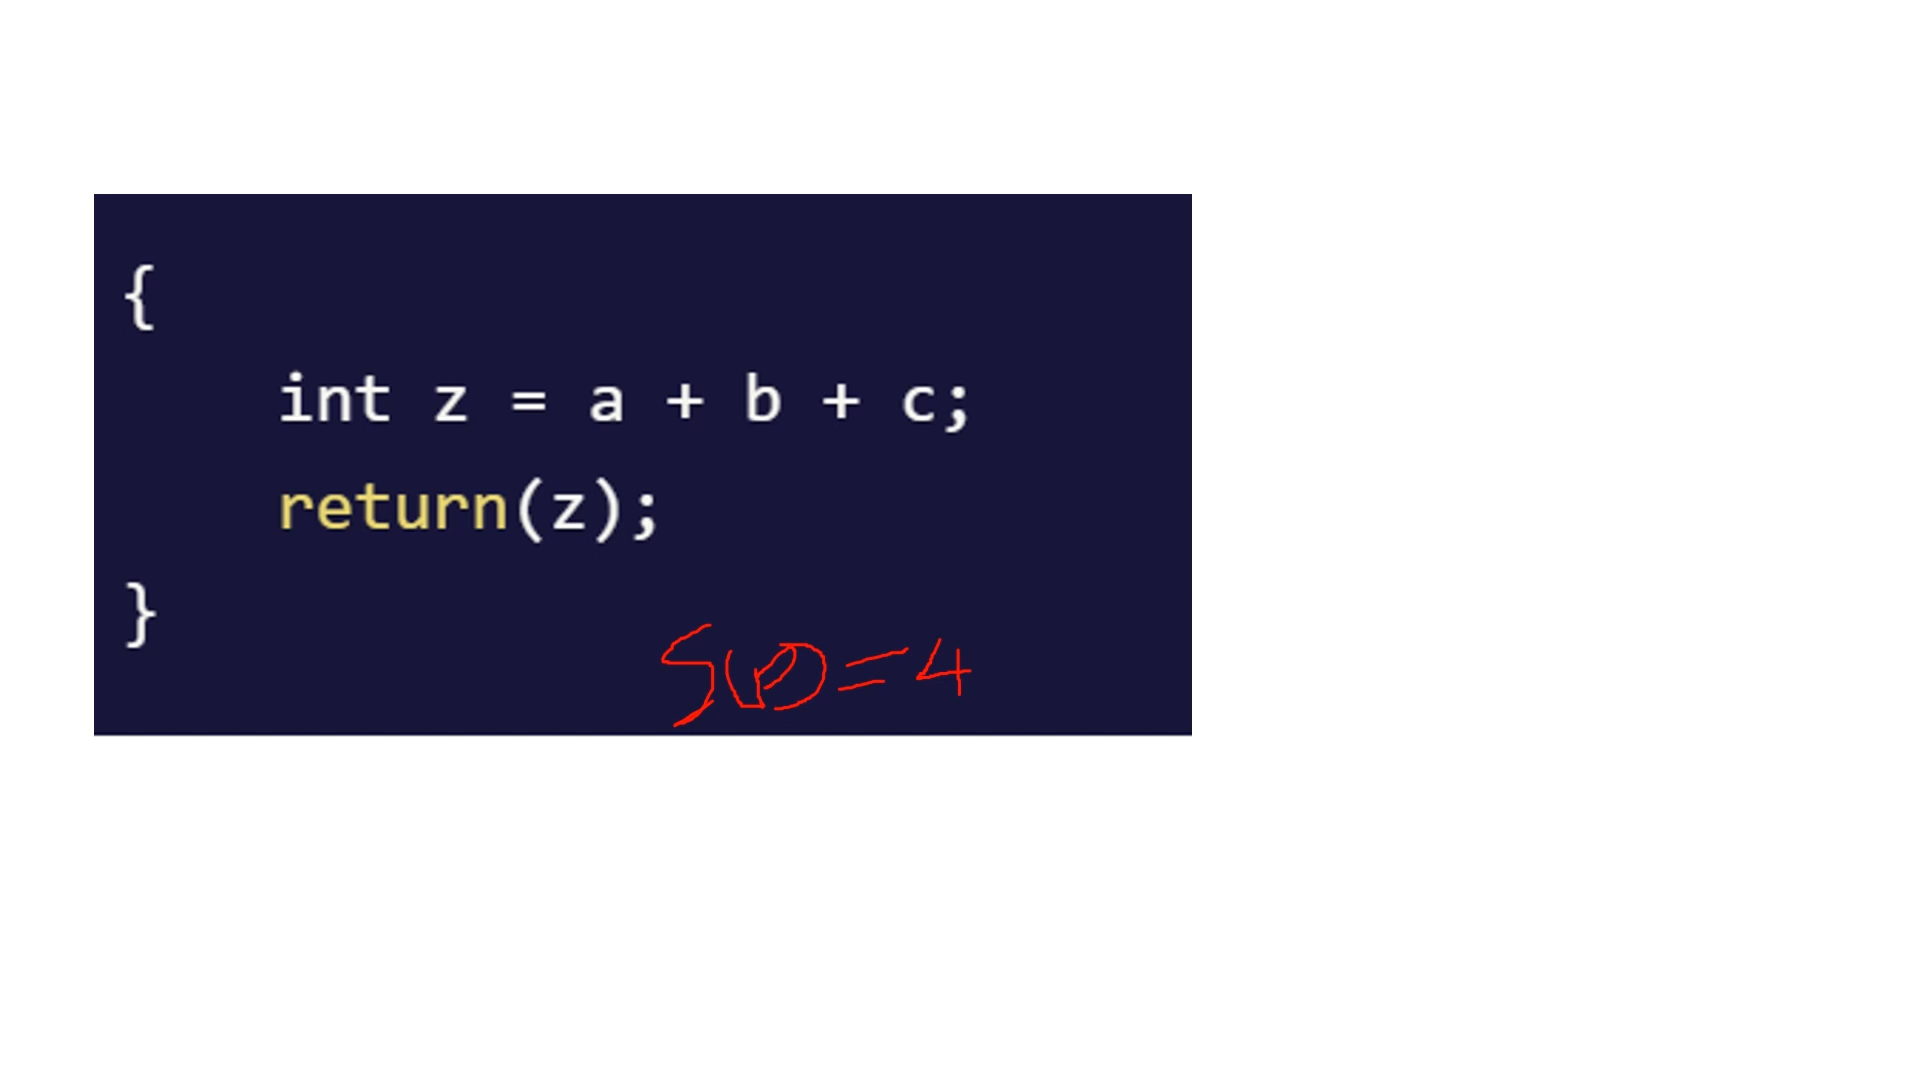 {
int z = a + b + c;
return(z);
}
S(P)=4